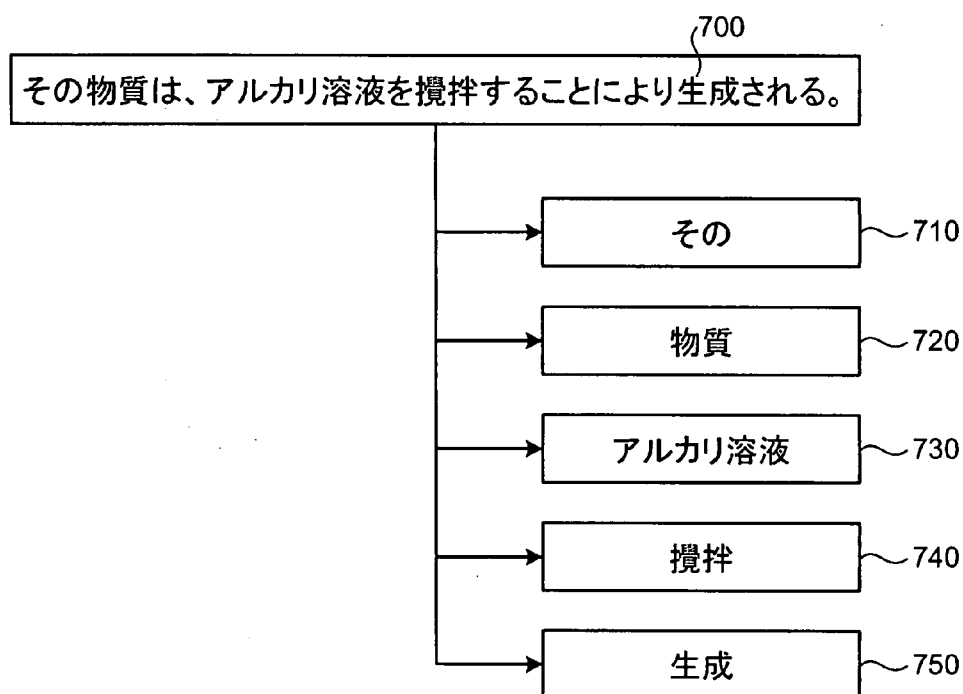 700
その物質は、アルカリ溶液を攪拌することにより生成される。
その 710
物質 720
アルカリ溶液 730
攪拌 740
生成 750